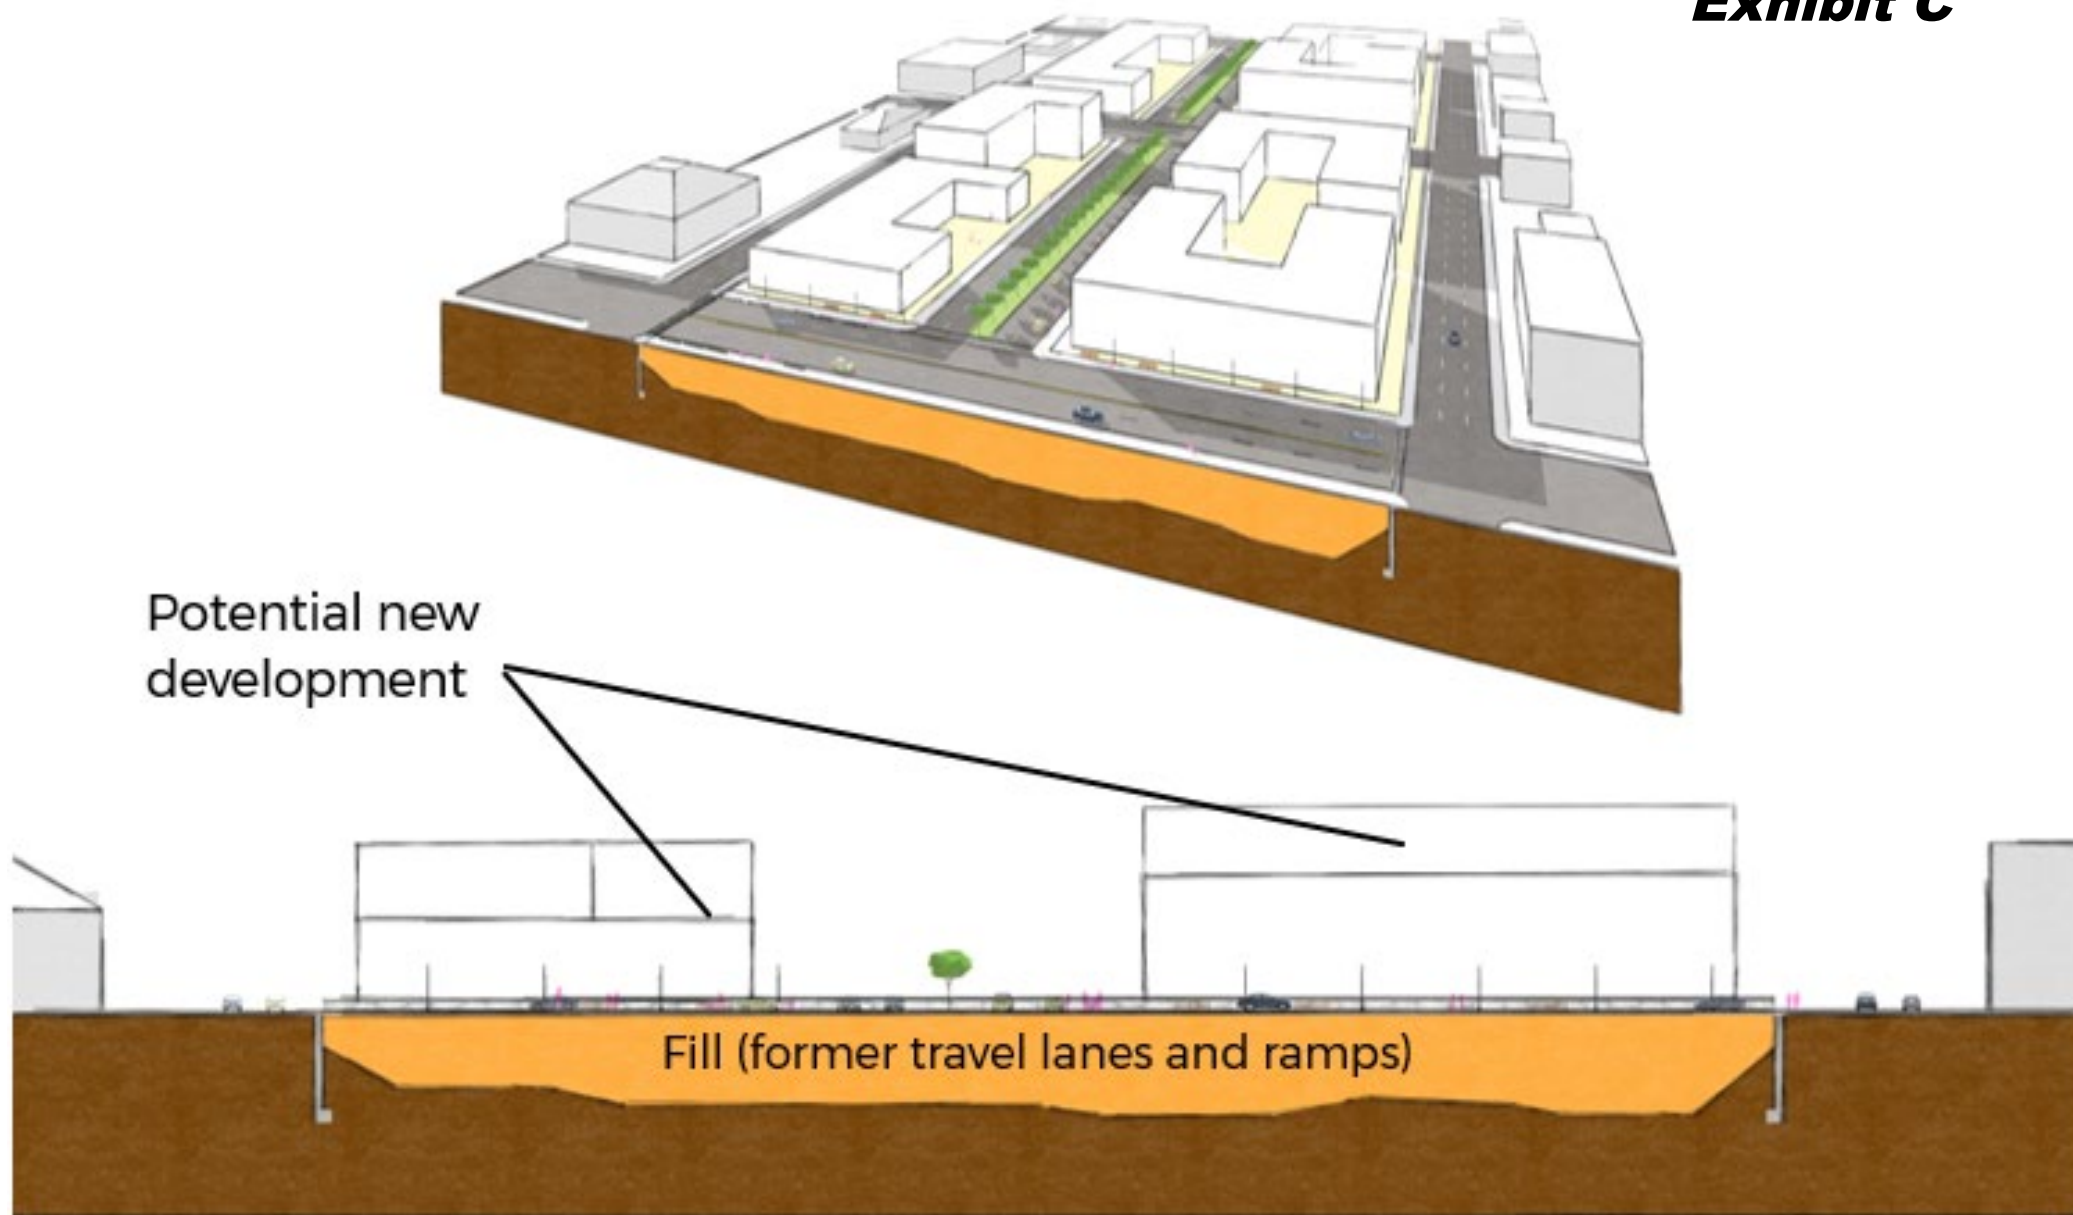 Exhibit C
Potential new
development
Fill (former travel lanes and ramps)